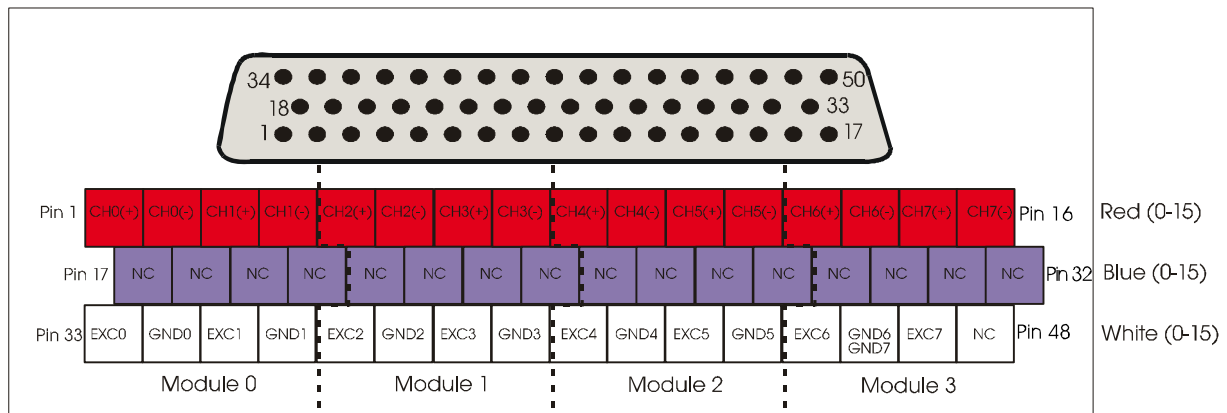 34 50
18 33
1 17
Pin 1 CH0(+) CH0(-) CH1(+) CH1(-) CH2(+) CH2(-) CH3(+) CH3(-) CH4(+) CH4(-) CH5(+) CH5(-) CH6(+) CH6(-) CH7(+) CH7(-) Pin 16 Red (0-15)
Pin 17 NC NC NC NC NC NC NC NC NC NC NC NC NC NC NC NC Pin 32 Blue (0-15)
Pin 33 EXC0 GND0 EXC1 GND1 EXC2 GND2 EXC3 GND3 EXC4 GND4 EXC5 GND5 EXC6 GND6 GND7 EXC7 NC Pin 48 White (0-15)
Module 0 Module 1 Module 2 Module 3